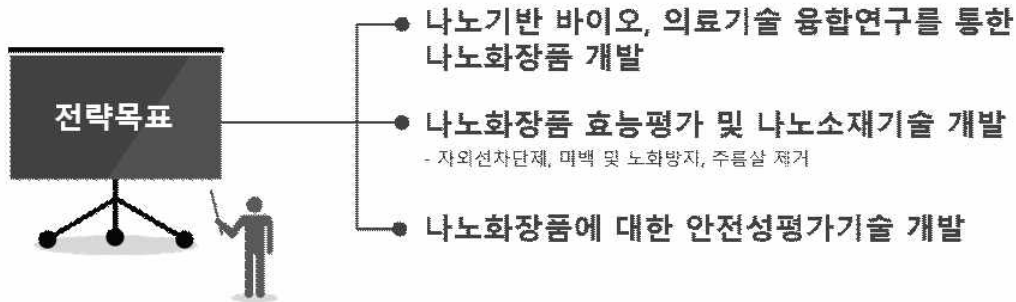 나노기반 바이오, 의료기술 융합연구를 통한
나노화장품 개발
전략목표
나노화장품 효능평가 및 나노소재기술 개발
- 자외선차단제, 미백 및 노화방지, 주름살 제거
나노화장품에 대한 안전성평가기술 개발